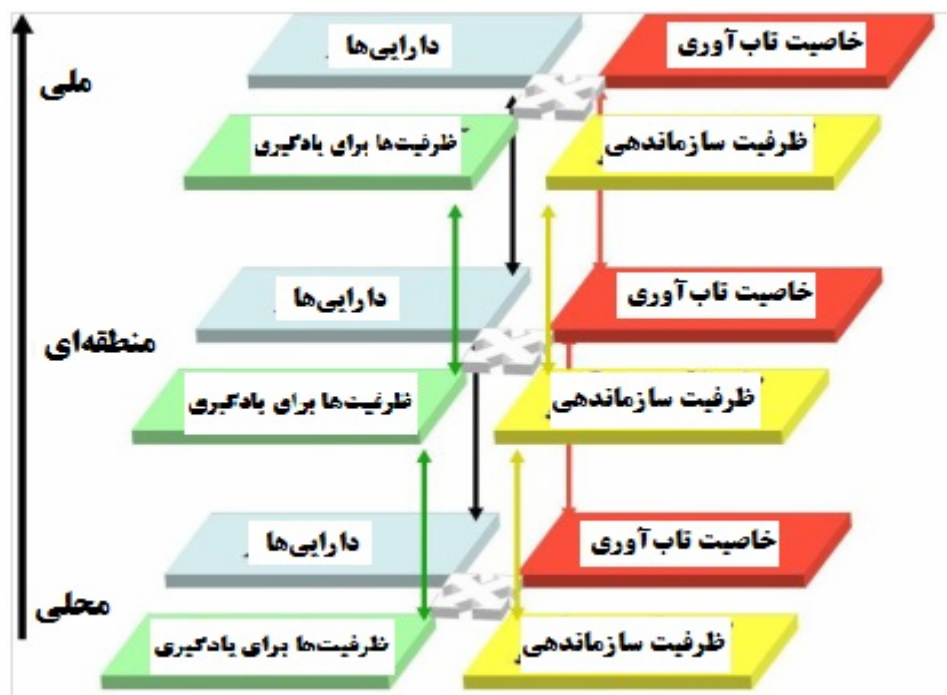 خاصیت تاب‌آوری
دارایی‌ها
ملی
ظرفیت سازماندهی
ظرفیت‌ها برای یادگیری
خاصیت تاب‌آوری
دارایی‌ها
منطقه‌ای
ظرفیت سازماندهی
ظرفیت‌ها برای یادگیری
خاصیت تاب‌آوری
دارایی‌ها
محلی
ظرفیت سازماندهی
ظرفیت‌ها برای یادگیری